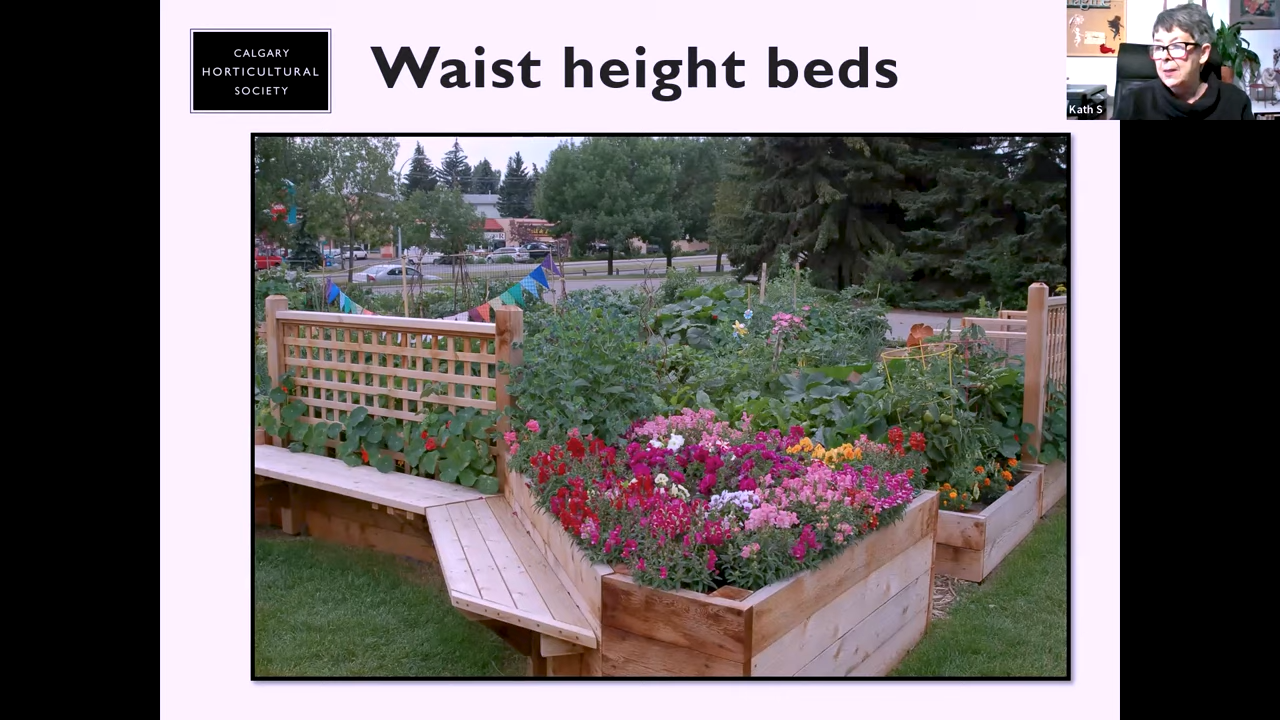 CALGARY
HORTICULTURAL
SOCIETY
Waist height beds
Kath S